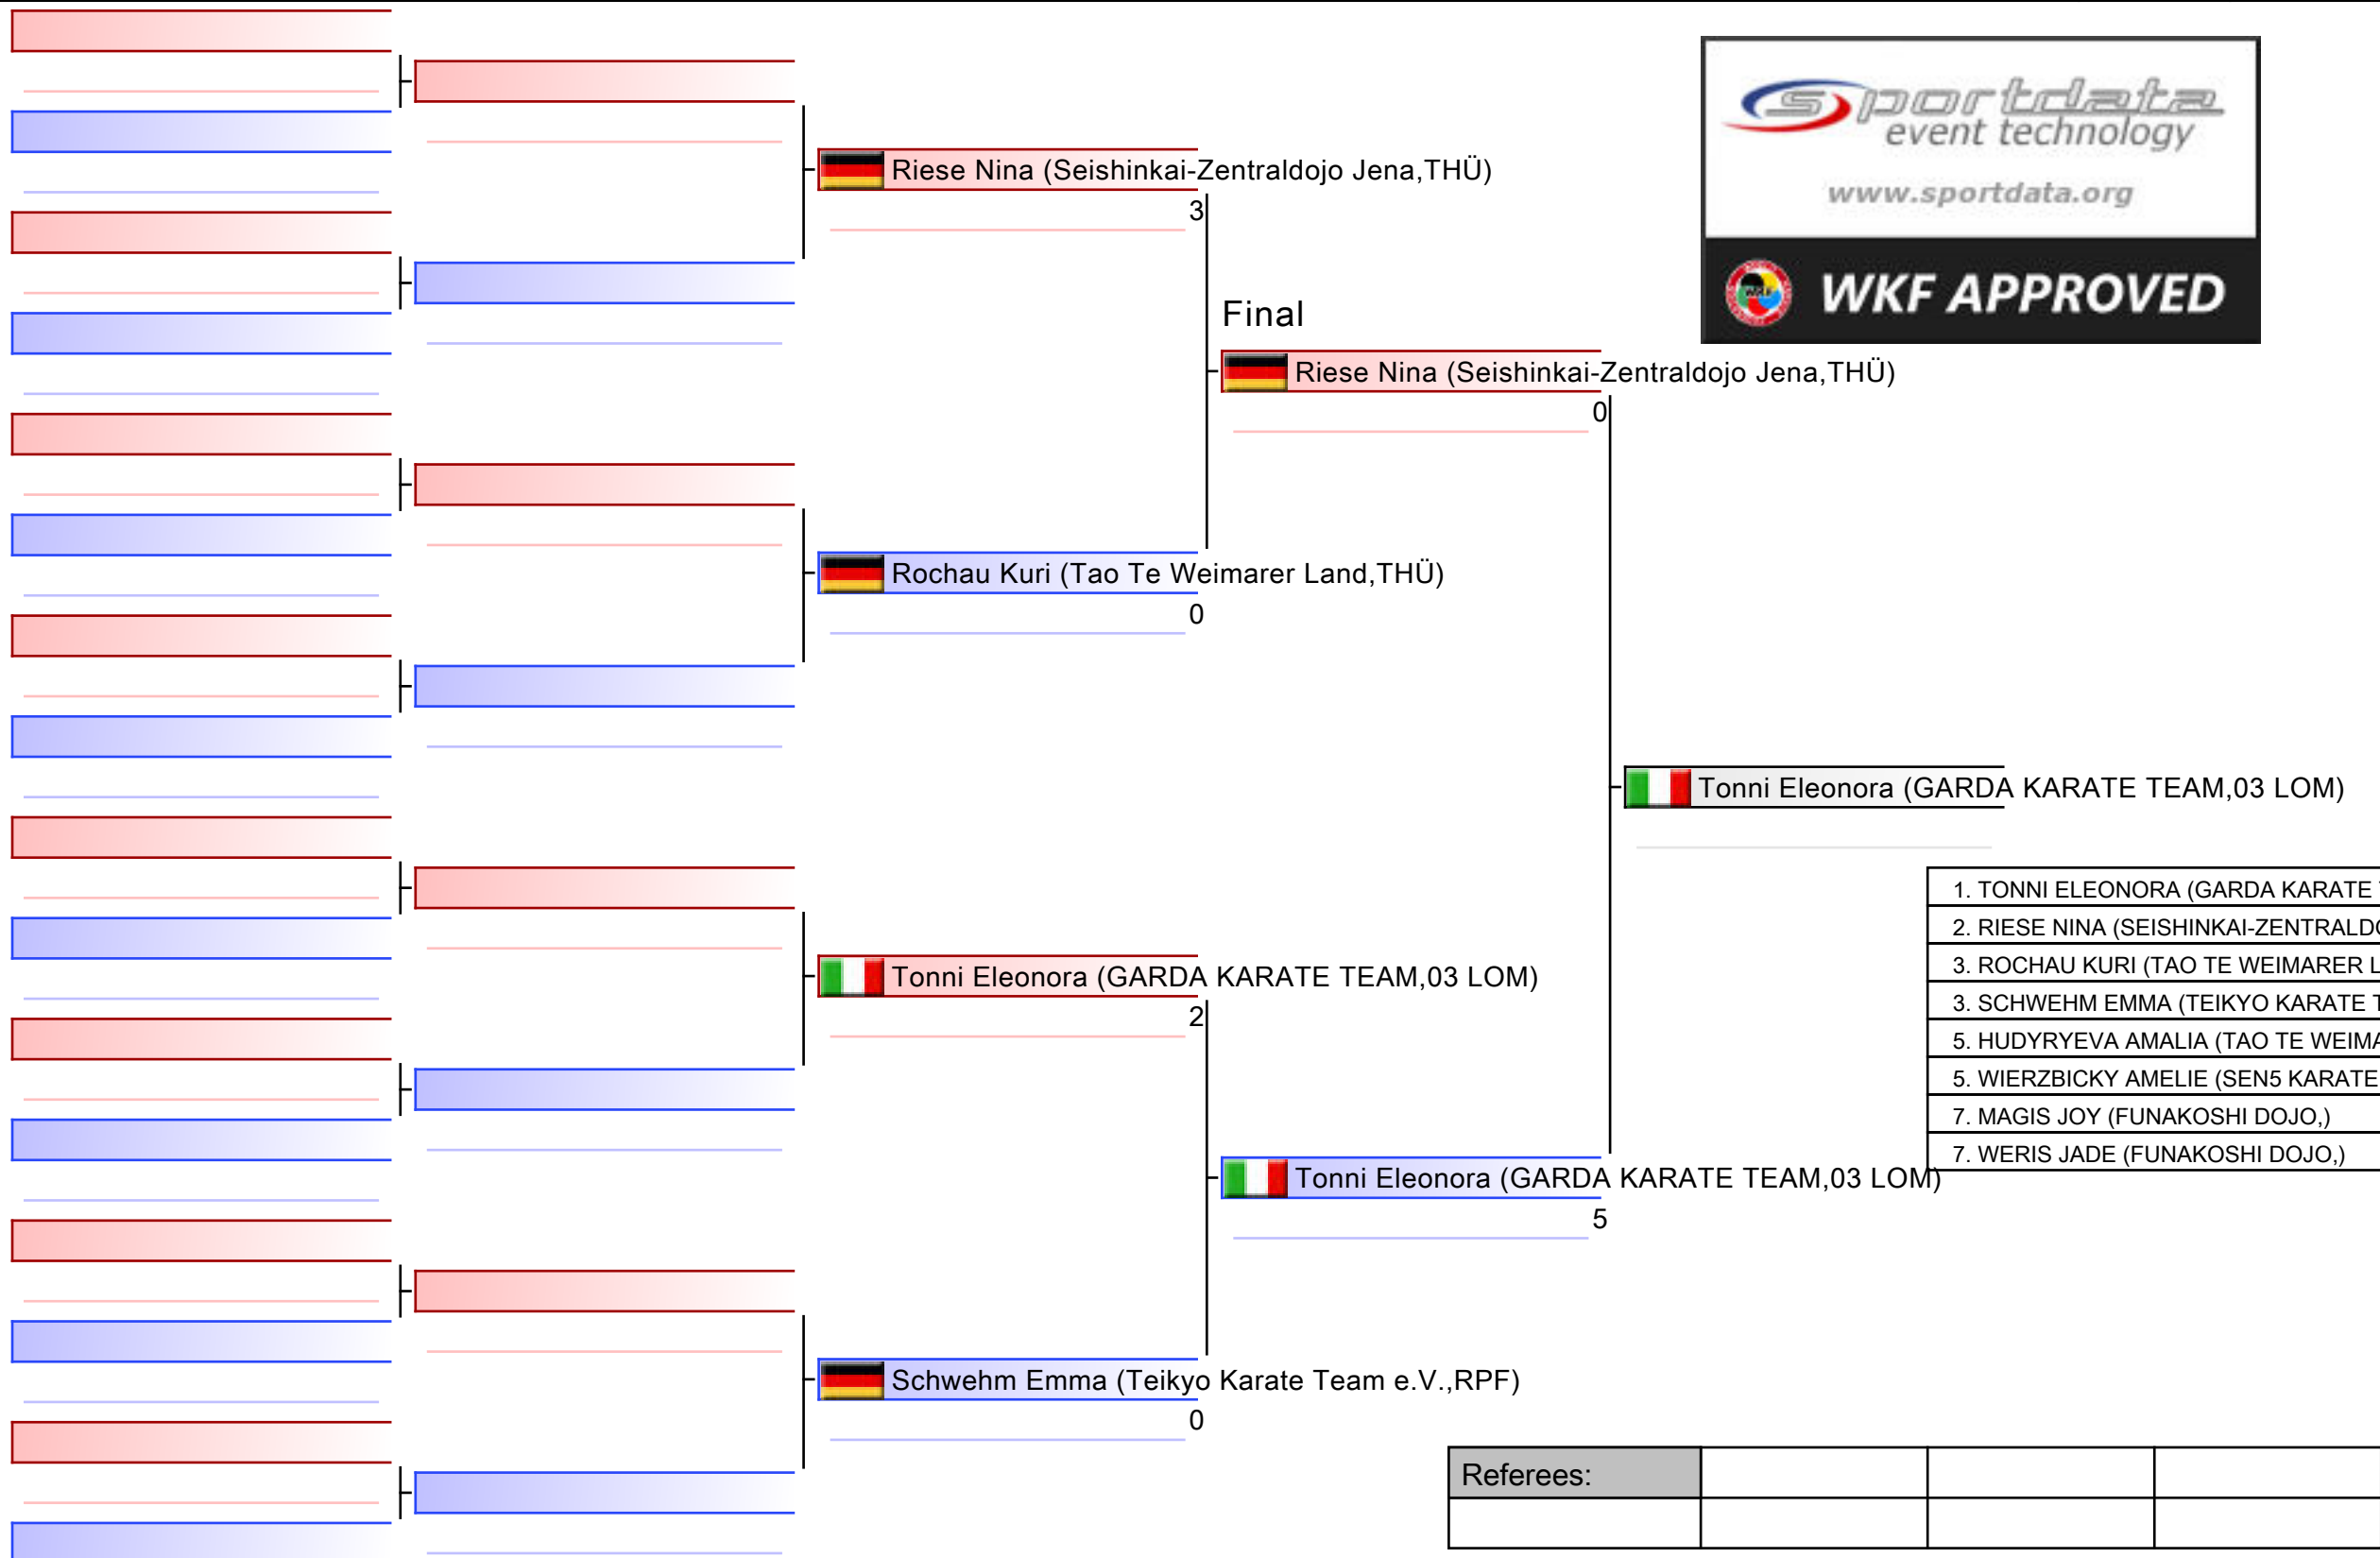 sportdata
event technology
www.sportdata.org
WKF APPROVED
Riese Nina (Seishinkai-Zentraldojo Jena,THÜ)
3
Final
Riese Nina (Seishinkai-Zentraldojo Jena,THÜ)
0
Rochau Kuri (Tao Te Weimarer Land,THÜ)
0
Tonni Eleonora (GARDA KARATE TEAM,03 LOM)
1. TONNI ELEONORA (GARDA KARATE
2. RIESE NINA (SEISHINKAI-ZENTRALDO
3. ROCHAU KURI (TAO TE WEIMARER L
3. SCHWEHM EMMA (TEIKYO KARATE T
5. HUDYRYEVA AMALIA (TAO TE WEIMA
5. WIERZBICKY AMELIE (SEN5 KARATE
7. MAGIS JOY (FUNAKOSHI DOJO,)
7. WERIS JADE (FUNAKOSHI DOJO,)
Tonni Eleonora (GARDA KARATE TEAM,03 LOM)
2
Tonni Eleonora (GARDA KARATE TEAM,03 LOM)
5
Schwehm Emma (Teikyo Karate Team e.V.,RPF)
0
Referees: